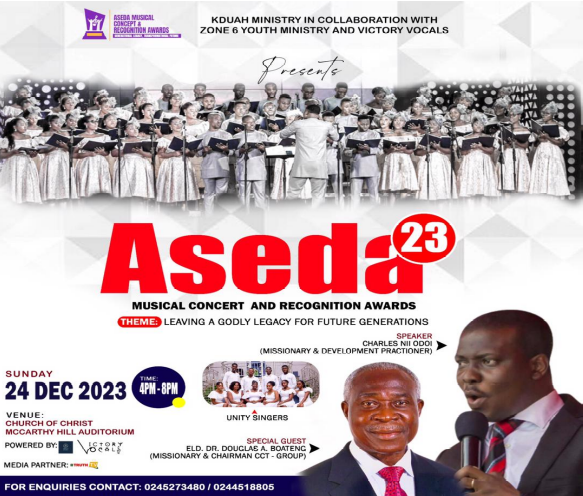 ASEDA MUSICAL
CONCEPT &
RECOGNITION AWARDS
KDUAH MINISTRY IN COLLABORATION WITH
ZONE 6 YOUTH MINISTRY AND VICTORY VOCALS
Presents
Aseda 23
MUSICAL CONCERT AND RECOGNITION AWARDS
THEME: LEAVING A GODLY LEGACY FOR FUTURE GENERATIONS
SPEAKER
CHARLES NII ODOI
(MISSIONARY & DEVELOPMENT PRACTIONER)
SUNDAY
24 DEC 2023
TIME:
4PM - 8PM
VENUE:
CHURCH OF CHRIST
MCCARTHY HILL AUDITORIUM
POWERED BY:
VICTORY
VOCALS
MEDIA PARTNER:
UNITY SINGERS
SPECIAL GUEST
ELD. DR. DOUGLAS A. BOATENG
(MISSIONARY & CHAIRMAN CCT - GROUP)
FOR ENQUIRIES CONTACT: 0245273480 / 0244518805